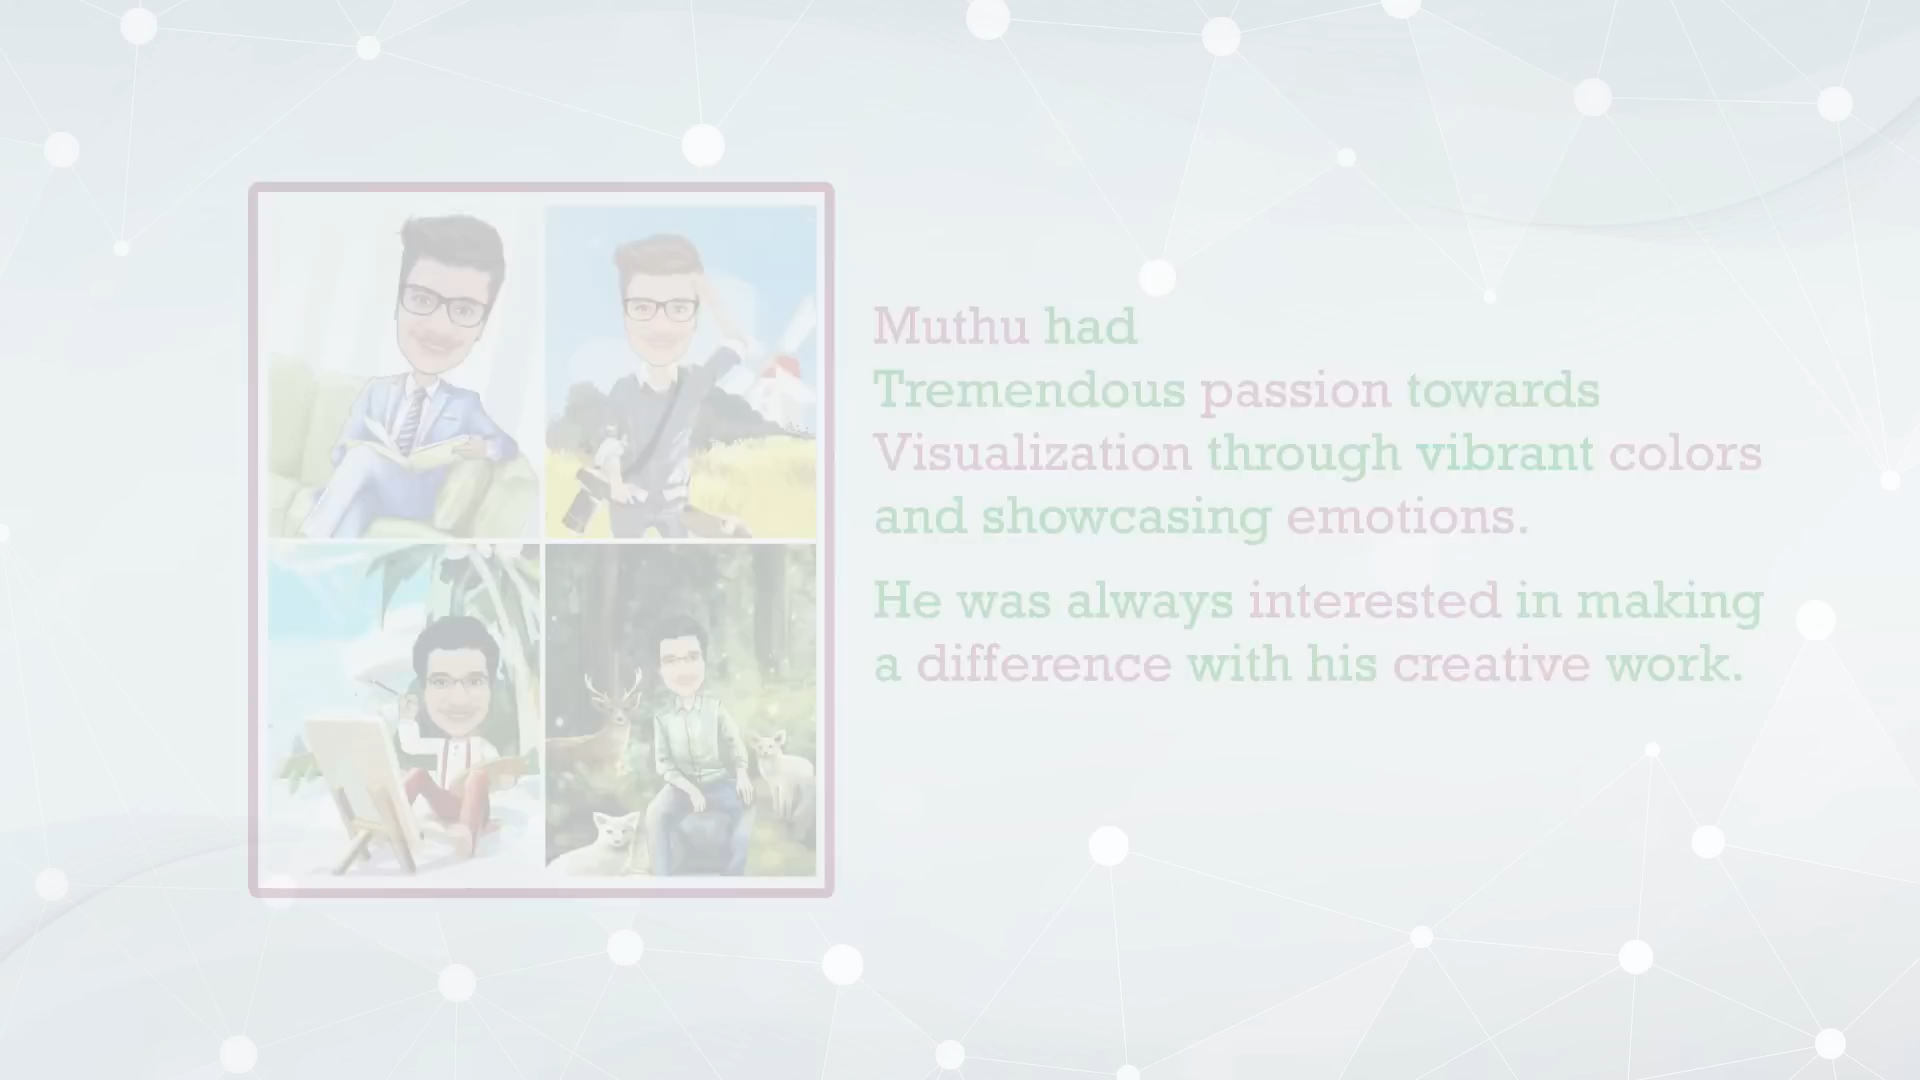 Muthu had
Tremendous passion towards
Visualization through vibrant colors
and showcasing emotions.
He was always interested in making
a difference with his creative work.